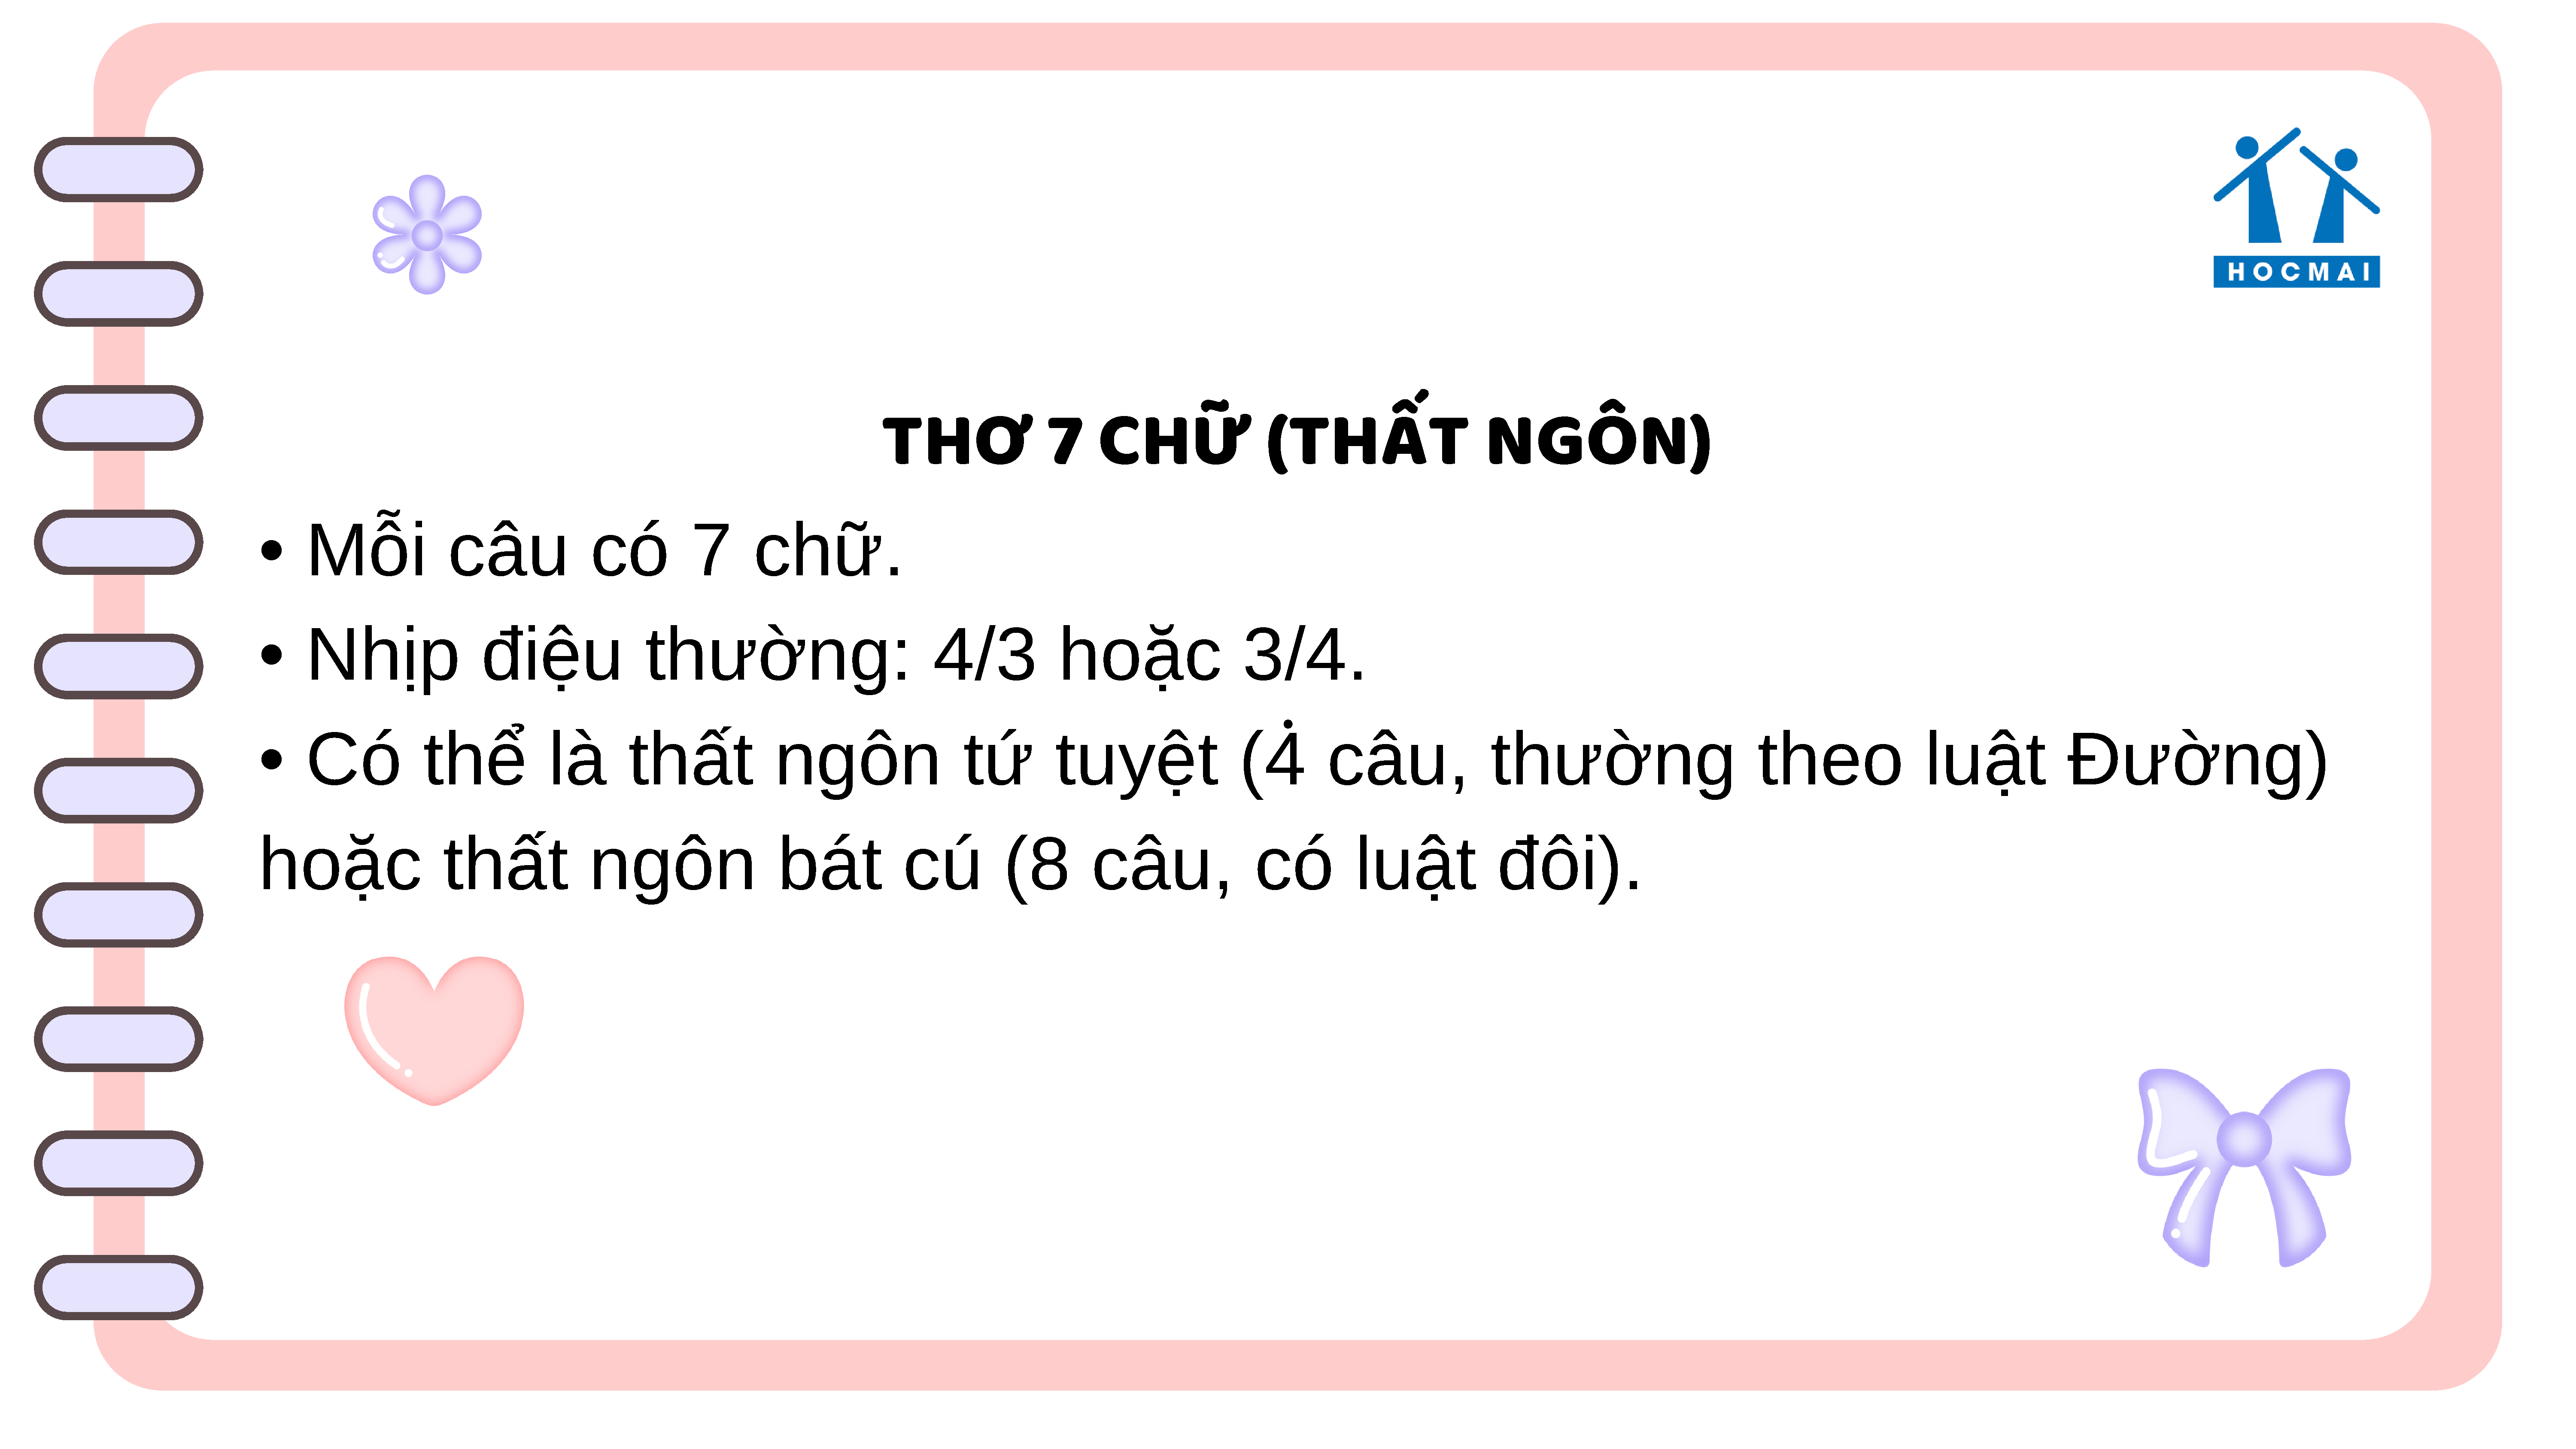 HOCMAI
THƠ 7 CHỮ (THẤT NGÔN)
• Mỗi câu có 7 chữ.
• Nhịp điệu thường: 4/3 hoặc 3/4.
• Có thể là thất ngôn tứ tuyệt (4̇ câu, thường theo luật Đường)
hoặc thất ngôn bát cú (8 câu, có luật đôi).